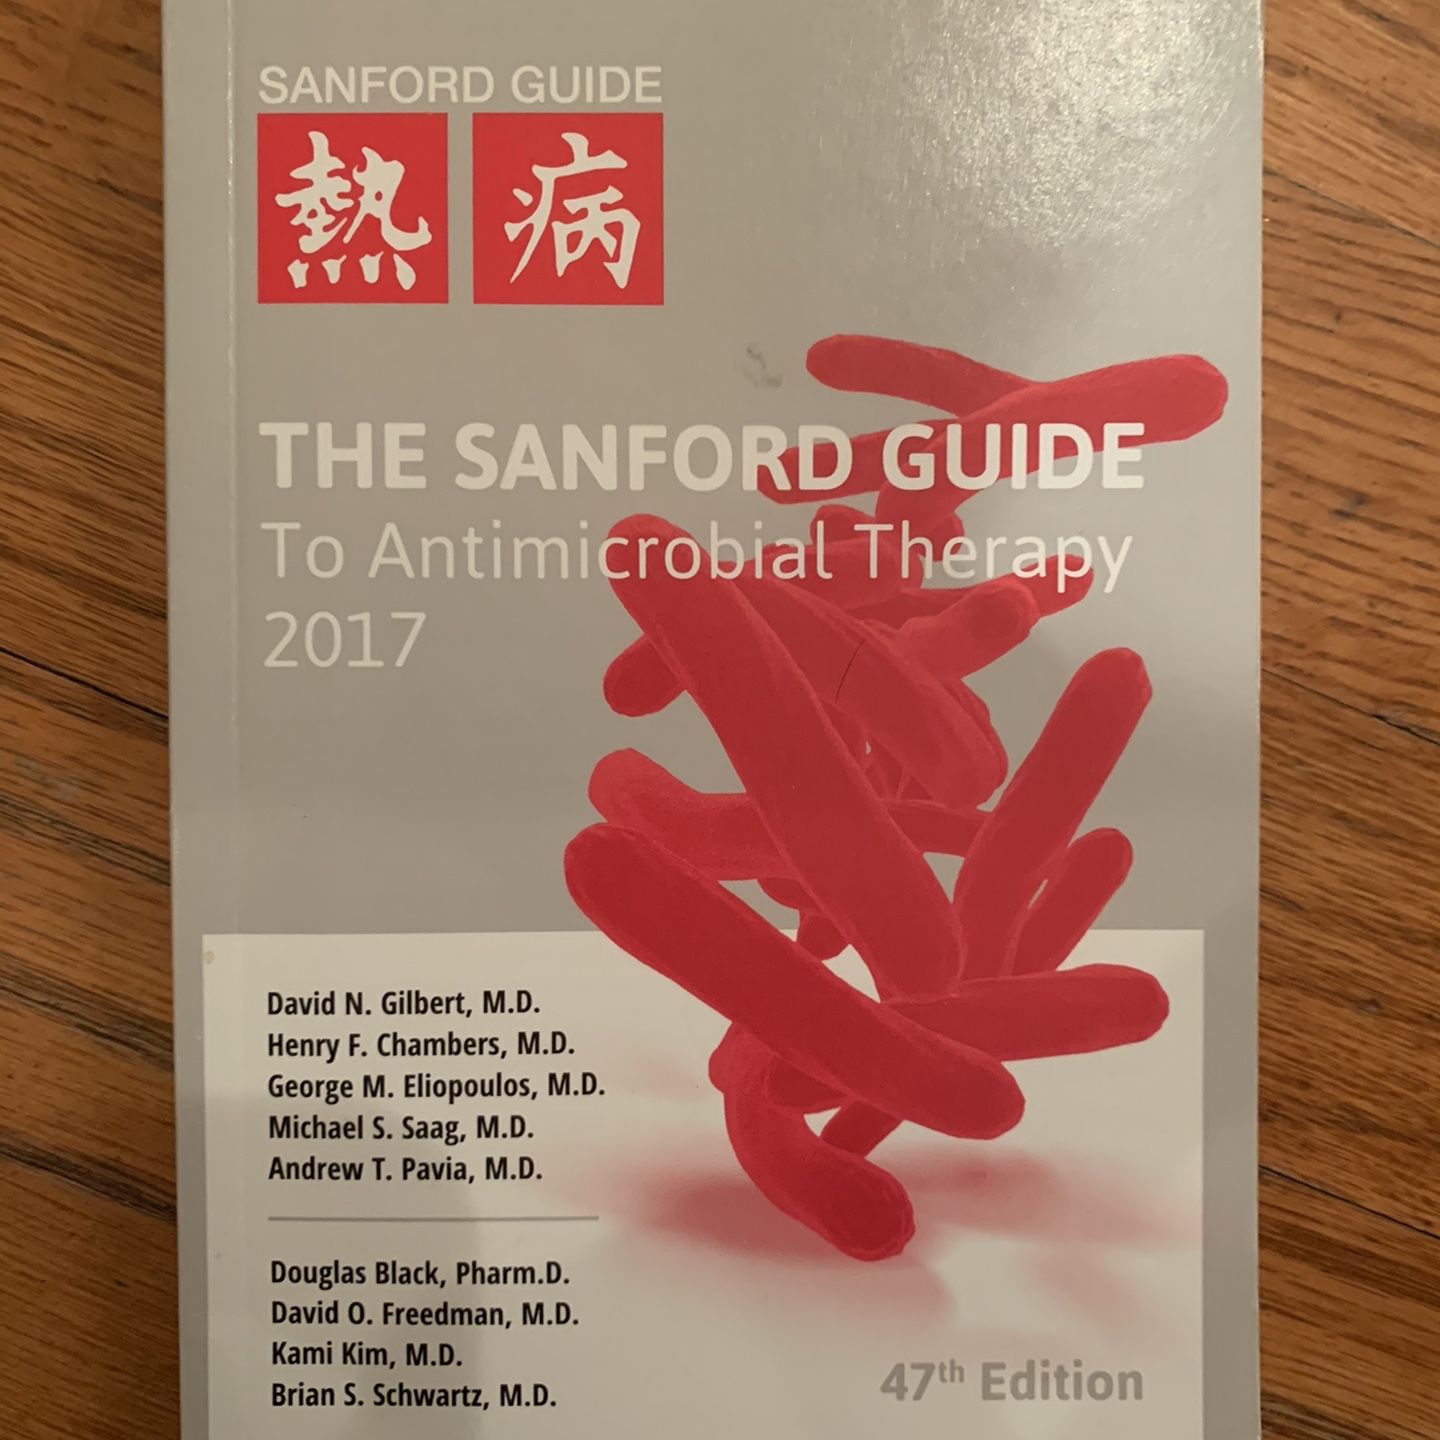 SANFORD GUIDE
熱病
THE SANFORD GUIDE
To Antimicrobial Therapy
2017
David N. Gilbert, M.D.
Henry F. Chambers, M.D.
George M. Eliopoulos, M.D.
Michael S. Saag, M.D.
Andrew T. Pavia, M.D.
Douglas Black, Pharm.D.
David O. Freedman, M.D.
Kami Kim, M.D.
Brian S. Schwartz, M.D.
47th Edition